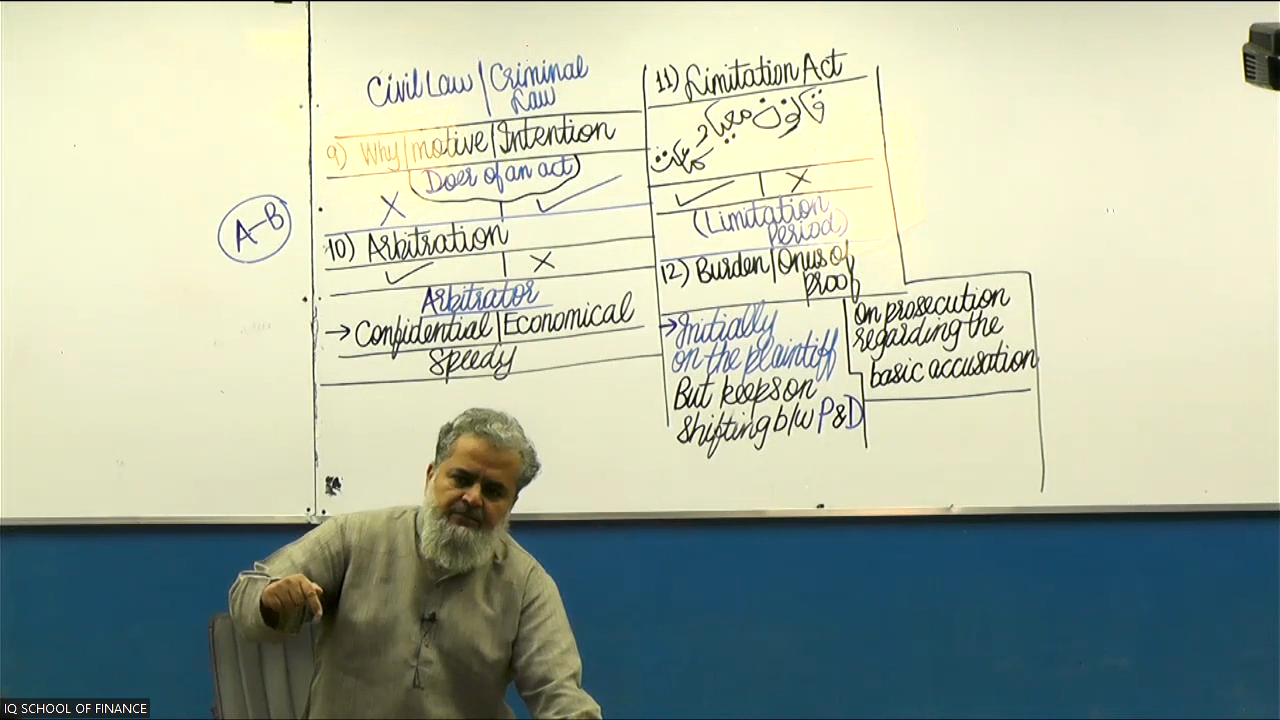 Civil Law | Criminal
Law
9) Why | motive | Intention
(Doer of an act)
X ✓
A-B
10) Arbitration
✓ X
Arbitrator
→ Confidential | Economical
Speedy
11) Limitation Act
قانون معیاد
سماعت
✓ | X
(Limitation
Period)
12) Burden | Onus of
proof
→ Initially
on the plaintiff
But keeps on
shifting b/w P&D
On prosecution
regarding the
basic accusation
IQ SCHOOL OF FINANCE